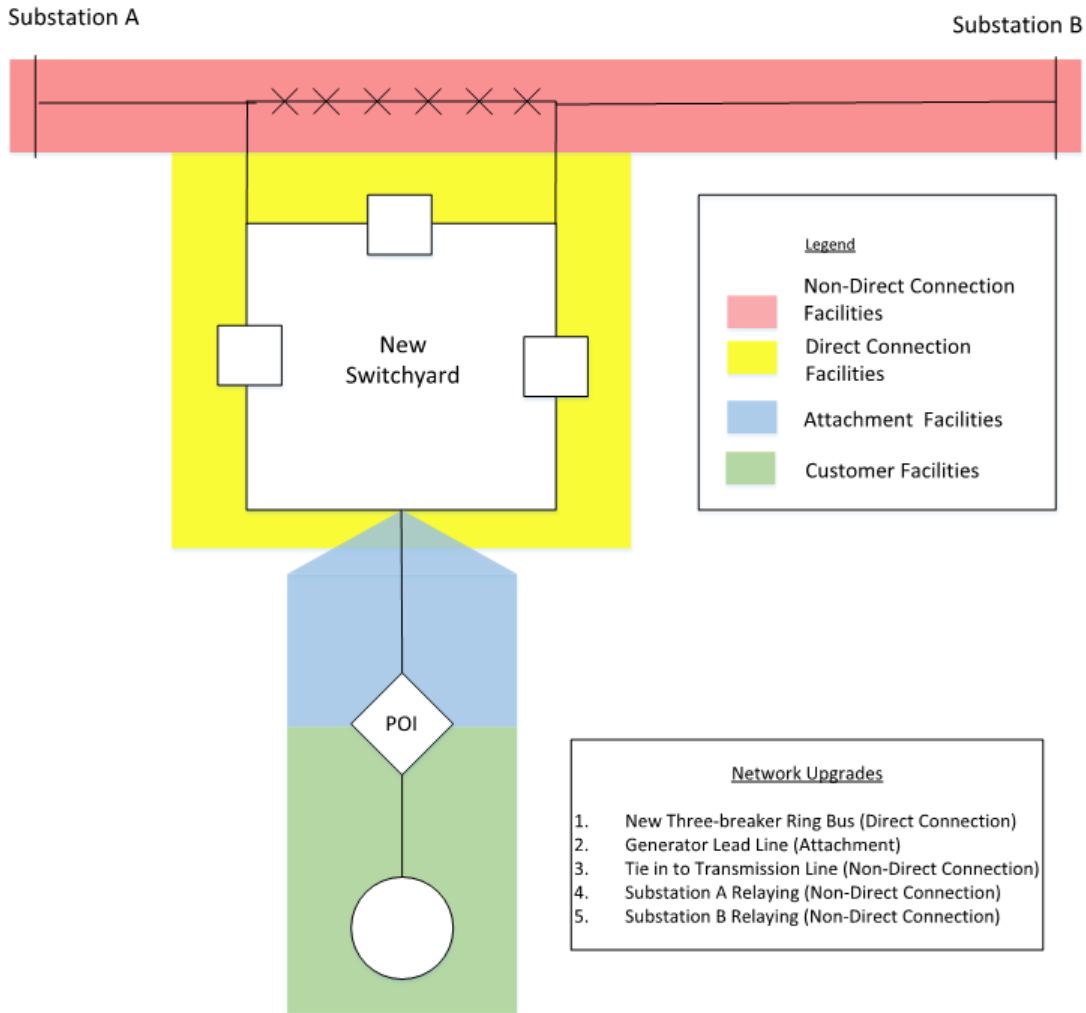 Substation A
Substation B
Legend
Non-Direct Connection
Facilities
Direct Connection
Facilities
Attachment  Facilities
Customer Facilities
New
Switchyard
POI
Network Upgrades
1. New Three-breaker Ring Bus (Direct Connection)
2. Generator Lead Line (Attachment)
3. Tie in to Transmission Line (Non-Direct Connection)
4. Substation A Relaying (Non-Direct Connection)
5. Substation B Relaying (Non-Direct Connection)